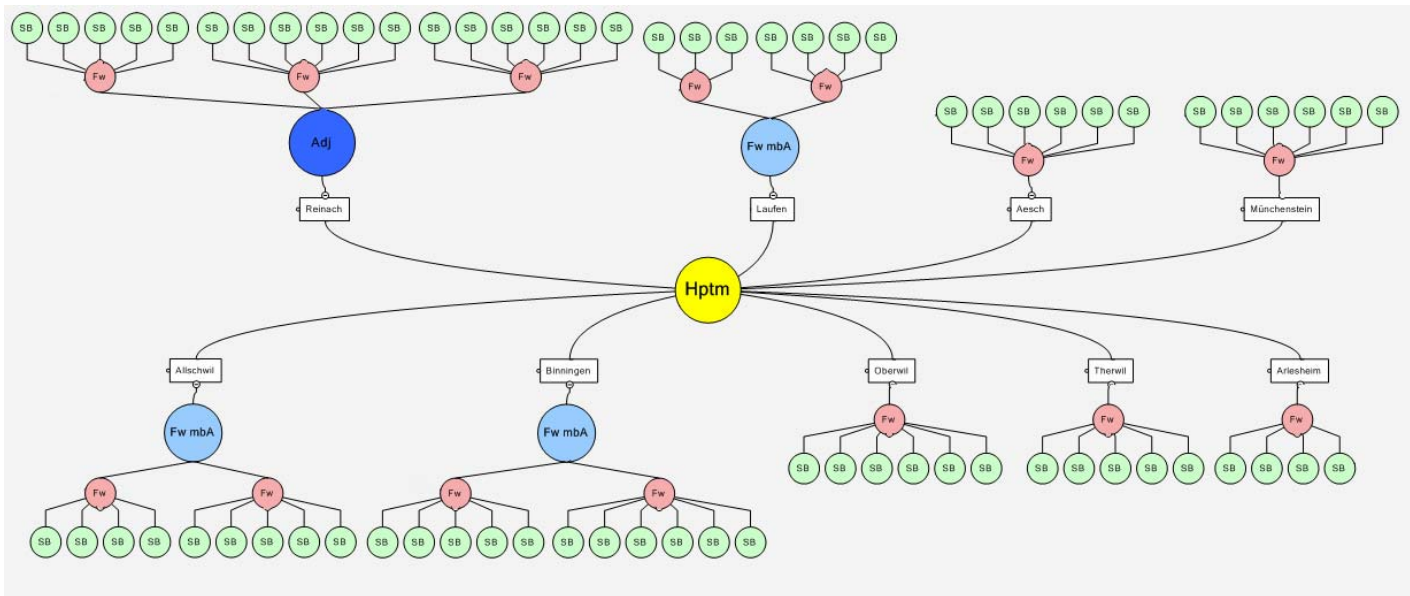 SB SB SB SB SB SB SB SB SB SB SB SB SB SB SB SB SB
SB SB SB SB SB SB SB
Fw Fw Fw
Fw Fw
SB SB SB SB SB SB SB SB SB SB SB SB
Adj Fw mbA
Fw Fw
Reinach Laufen Aesch Münchenstein
Hptm
Allschwil Binningen Oberwil Therwil Arlesheim
Fw Fw Fw
Fw mbA Fw mbA
SB SB SB SB SB SB SB SB SB SB SB SB SB SB SB
Fw Fw Fw Fw
SB SB SB SB SB SB SB SB SB SB SB SB SB SB SB SB SB SB SB SB